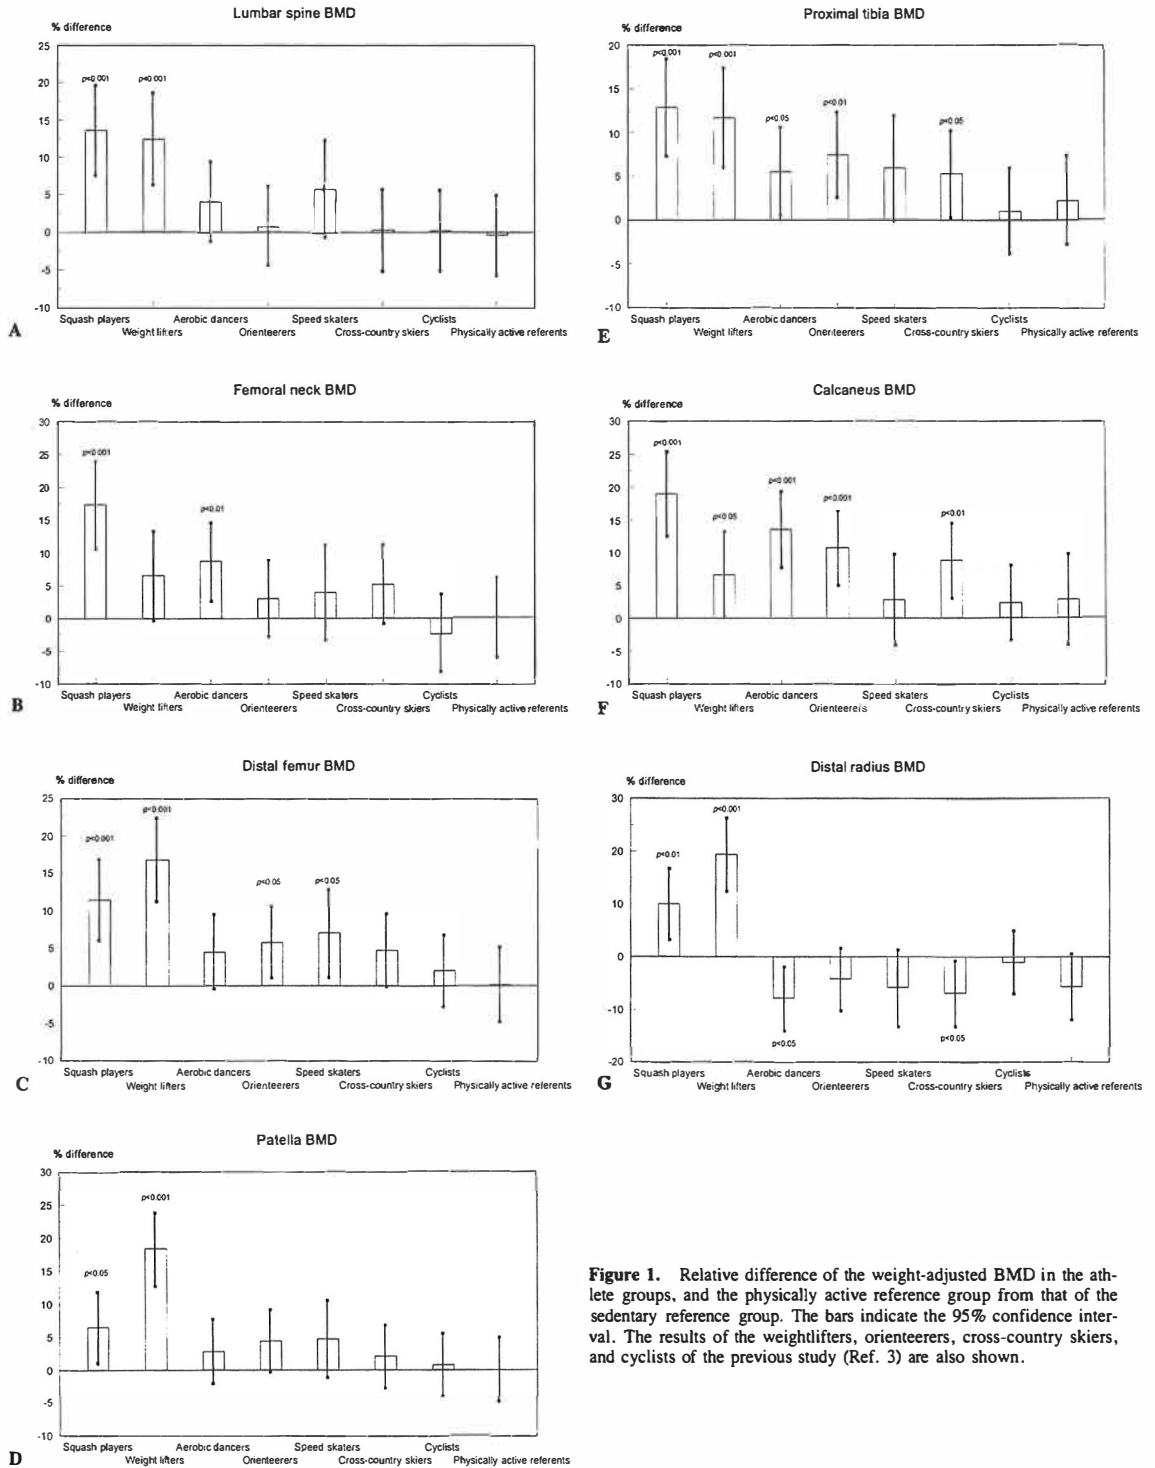 Lumbar spine BMD
% difference
25
20
15
10
5
0
-5
-10
p<0.001 p<0.001
Squash players Aerobic dancers Speed skaters Cyclists
Weight lifters Orienteerers Cross-country skiers Physically active referents
A
Proximal tibia BMD
% difference
20
15
10
5
0
-5
-10
p<0.001 p<0.001 p<0.05 p<0.01 p<0.05
Squash players Aerobic dancers Speed skaters Cyclists
Weight lifters Orienteerers Cross-country skiers Physically active referents
E
Femoral neck BMD
% difference
30
25
20
15
10
5
0
-5
-10
p<0.001 p<0.01
Squash players Aerobic dancers Speed skaters Cyclists
Weight lifters Orienteerers Cross-country skiers Physically active referents
B
Calcaneus BMD
% difference
30
25
20
15
10
5
0
-5
-10
p<0.001 p<0.05 p<0.001 p<0.001 p<0.01
Squash players Aerobic dancers Speed skaters Cyclists
Weight lifters Orienteerers Cross-country skiers Physically active referents
F
Distal femur BMD
% difference
25
20
15
10
5
0
-5
-10
p<0.001 p<0.001 p<0.05 p<0.05
Squash players Aerobic dancers Speed skaters Cyclists
Weight lifters Orienteerers Cross-country skiers Physically active referents
C
Distal radius BMD
% difference
30
20
10
0
-10
-20
p<0.01 p<0.001 p<0.05 p<0.05
Squash players Aerobic dancers Speed skaters Cyclists
Weight lifters Orienteerers Cross-country skiers Physically active referents
G
Patella BMD
% difference
30
25
20
15
10
5
0
-5
-10
p<0.05 p<0.001
Squash players Aerobic dancers Speed skaters Cyclists
Weight lifters Orienteerers Cross-country skiers Physically active referents
D
Figure 1. Relative difference of the weight-adjusted BMD in the ath-
lete groups, and the physically active reference group from that of the
sedentary reference group. The bars indicate the 95% confidence inter-
val. The results of the weightlifters, orienteerers, cross-country skiers,
and cyclists of the previous study (Ref. 3) are also shown.